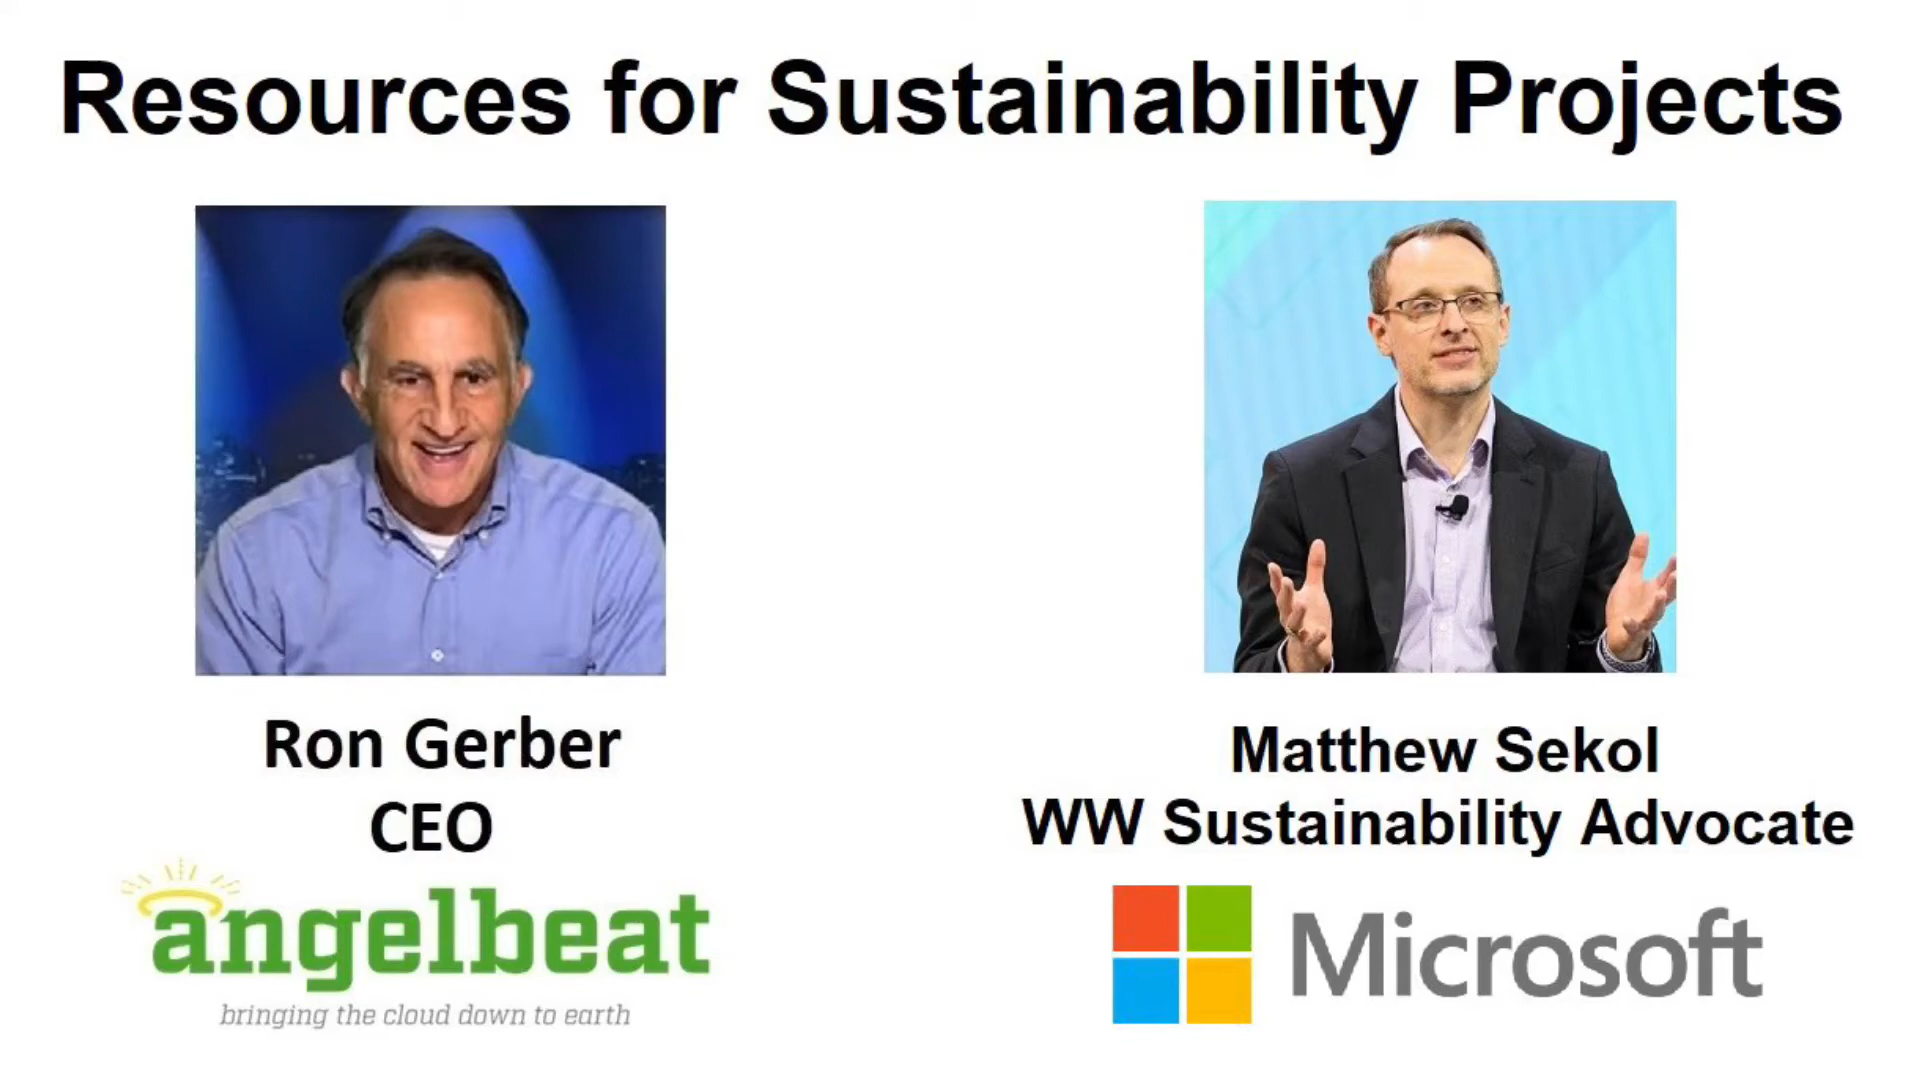 Resources for Sustainability Projects
Ron Gerber
CEO
angelbeat
bringing the cloud down to earth
Matthew Sekol
WW Sustainability Advocate
Microsoft